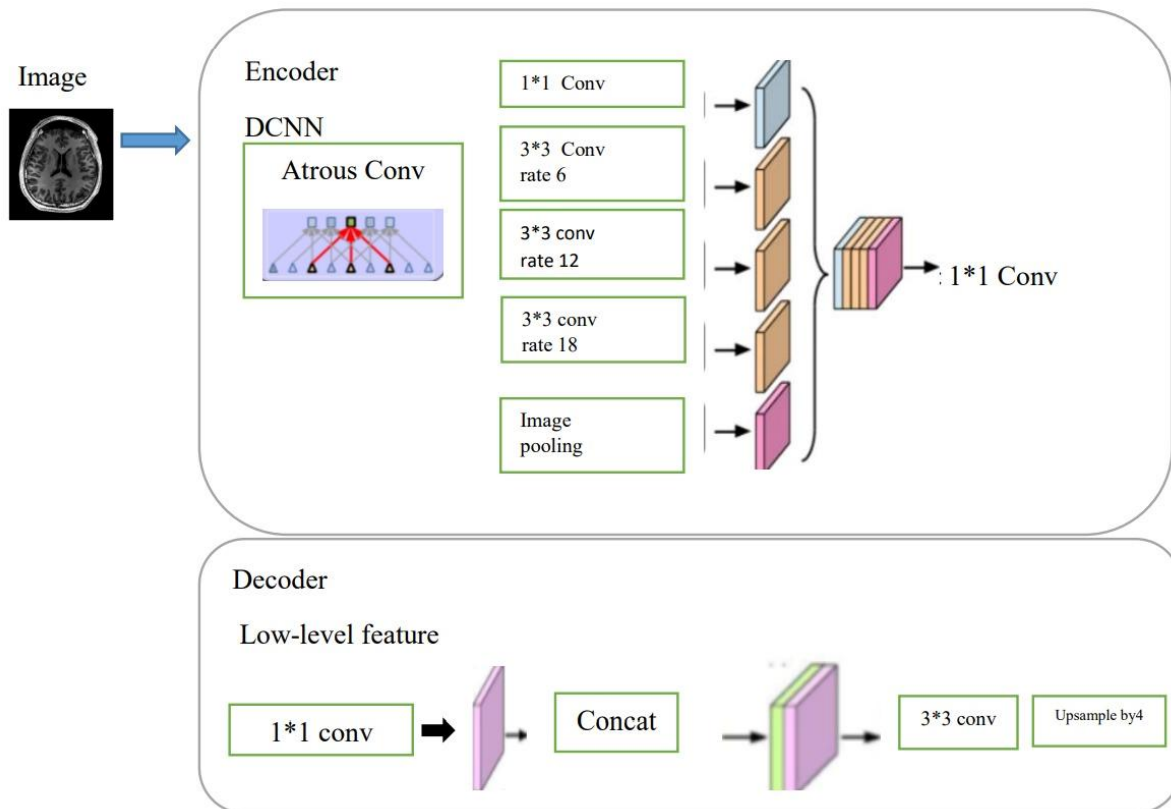 Image
Encoder
DCNN
Atrous Conv
1*1 Conv
3*3 Conv
rate 6
3*3 conv
rate 12
3*3 conv
rate 18
Image
pooling
: 1*1 Conv
Decoder
Low-level feature
1*1 conv
Concat
3*3 conv
Upsample by4